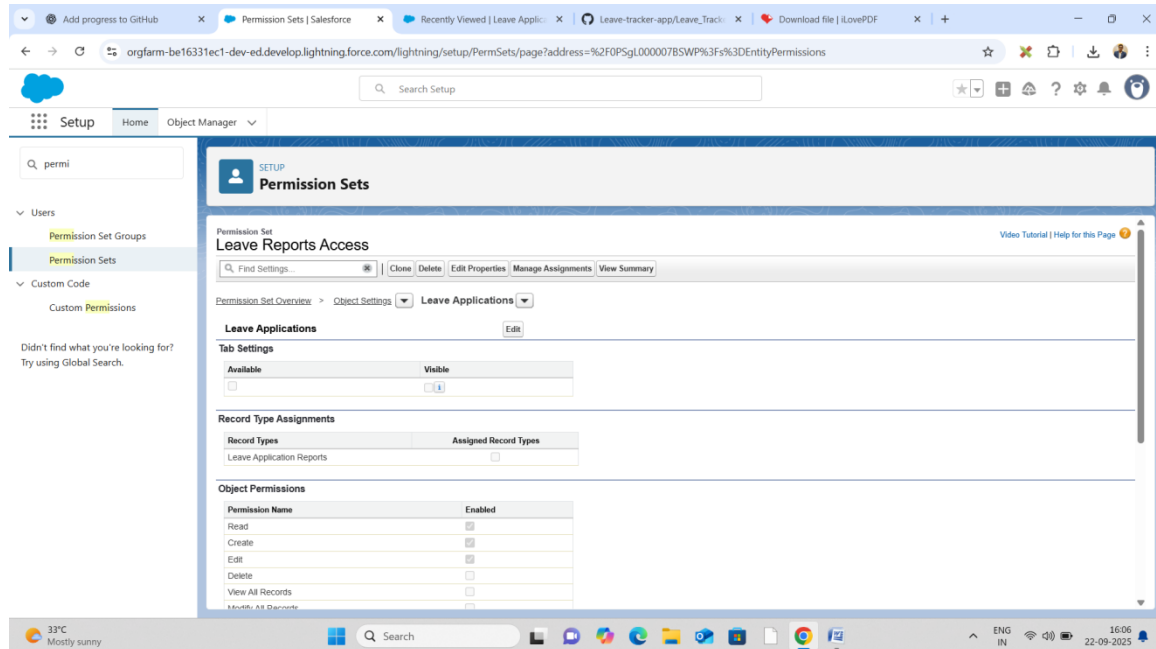 Add progress to GitHub
Permission Sets | Salesforce
Recently Viewed | Leave Applic
Leave-tracker-app/Leave_Track
Download file | iLovePDF
orgfarm-be16331ec1-dev-ed.develop.lightning.force.com/lightning/setup/PermSets/page?address=%2F0PSgL000007BSWP%3Fs%3DEntityPermissions
Search Setup
Setup Home Object Manager
permi
Users
Permission Set Groups
Permission Sets
Custom Code
Custom Permissions
Didn't find what you're looking for?
Try using Global Search.
SETUP
Permission Sets
Permission Set
Leave Reports Access
Video Tutorial | Help for this Page
Find Settings... | Clone Delete Edit Properties Manage Assignments View Summary
Permission Set Overview > Object Settings Leave Applications
Leave Applications Edit
Tab Settings
Available Visible
Record Type Assignments
Record Types Assigned Record Types
Leave Application Reports
Object Permissions
Permission Name Enabled
Read
Create
Edit
Delete
View All Records
Modify All Records
33°C
Mostly sunny
Search
ENG
IN
16:06
22-09-2025